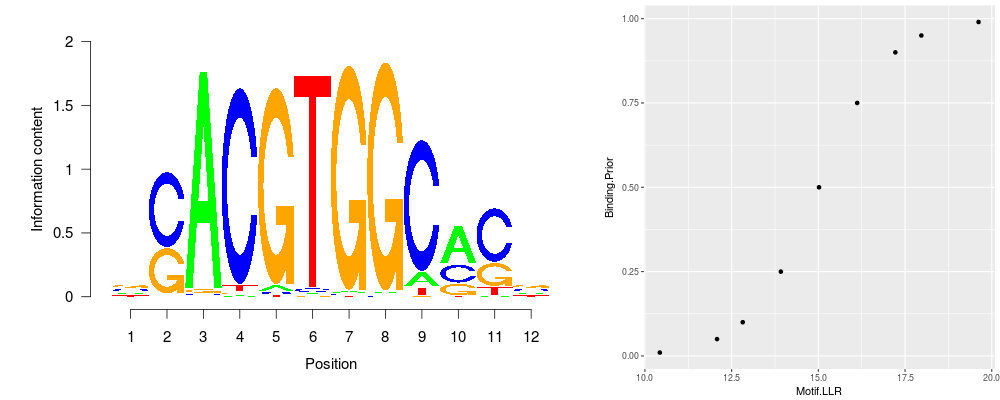 2
1.5
1
0.5
0
Information content
C
G
A
C
G
T
G
G
C
A
A
C
G
C
G
1 2 3 4 5 6 7 8 9 10 11 12
Position
1.00
0.75
0.50
0.25
0.00
Binding.Prior
10.0 12.5 15.0 17.5 20.0
Motif.LLR